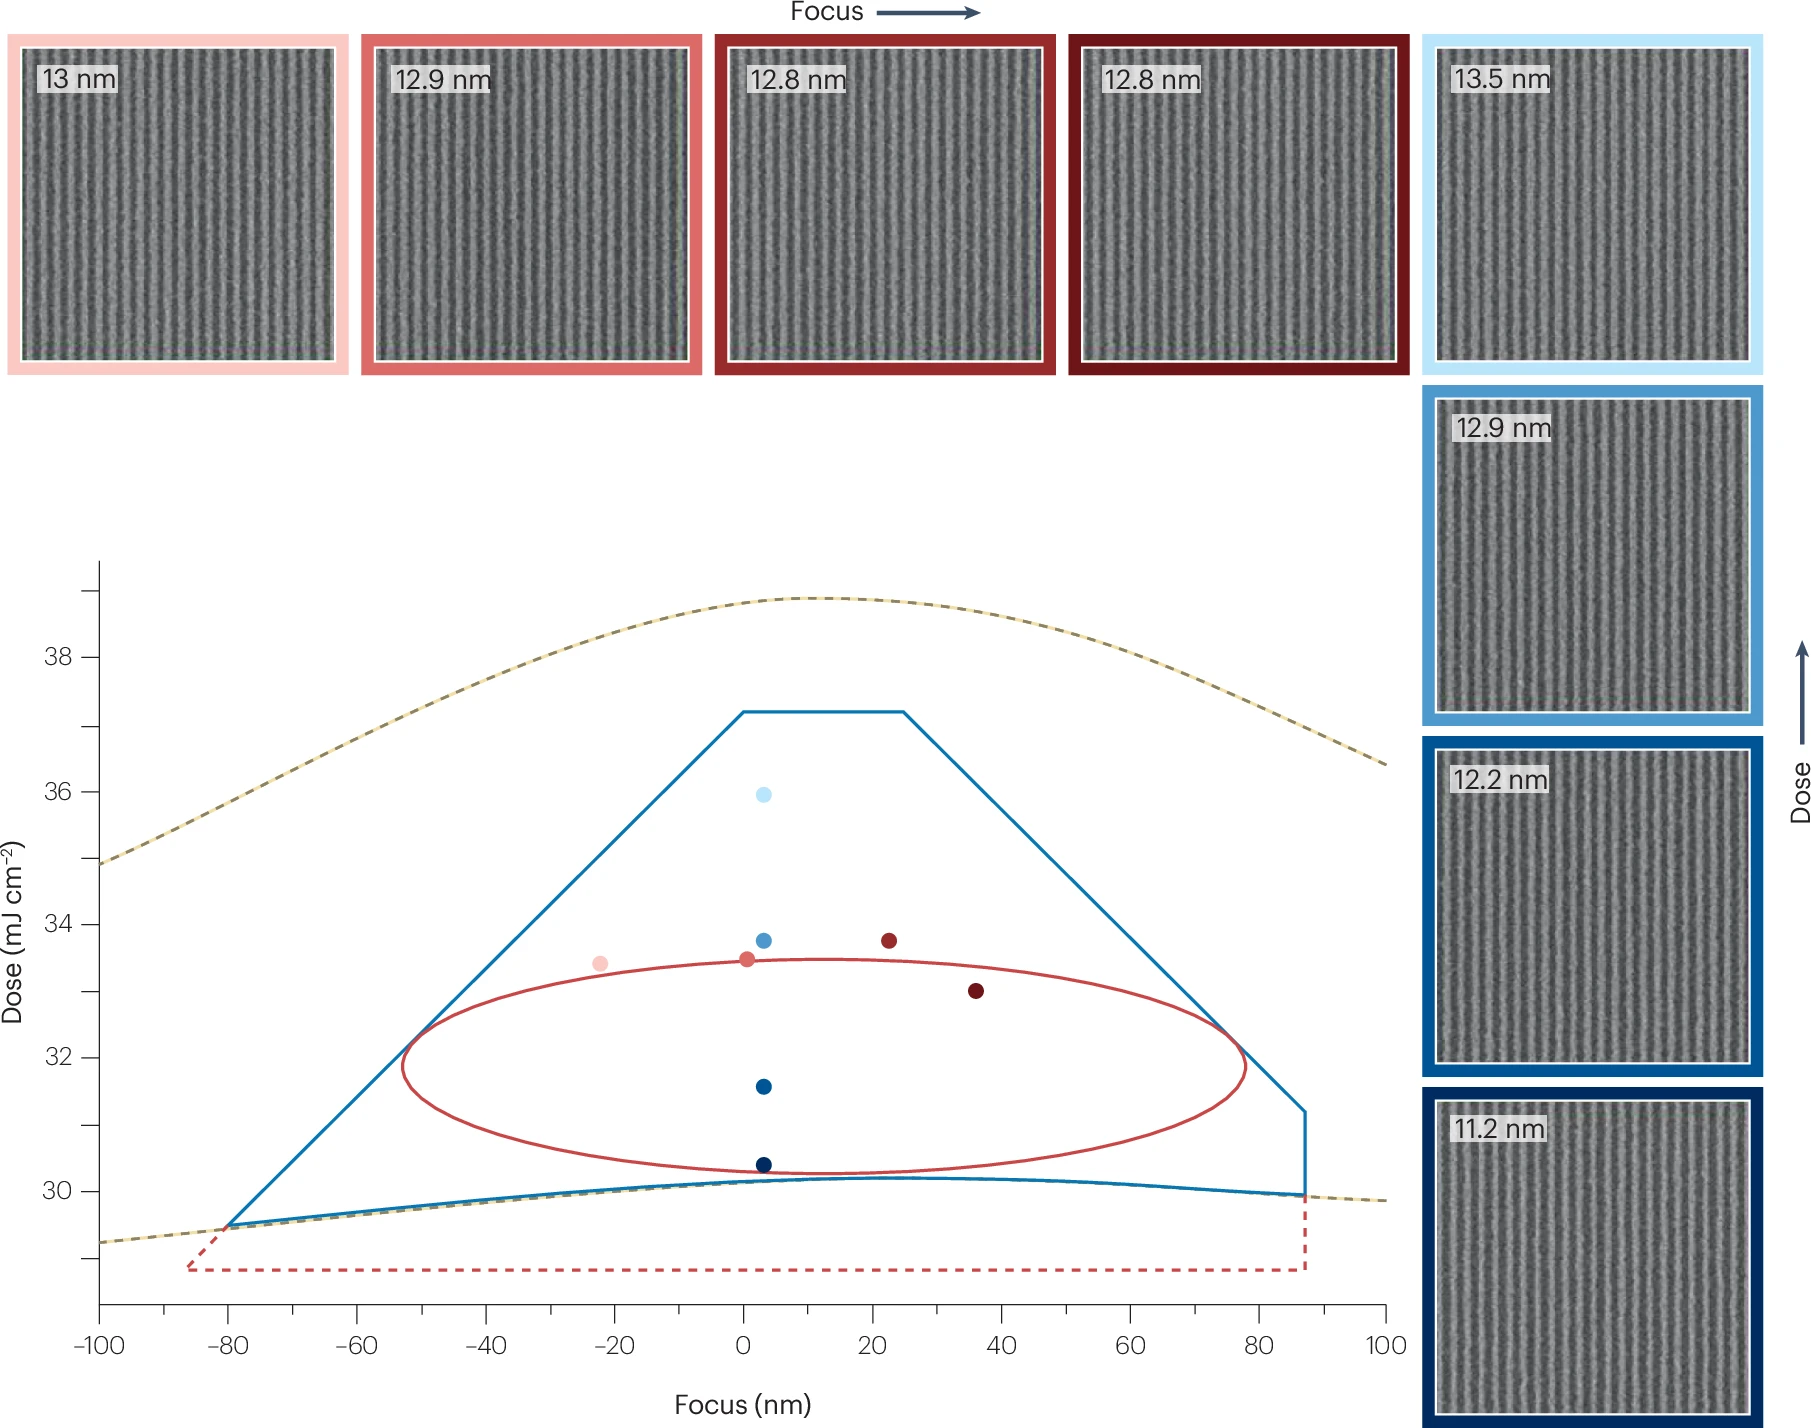 Focus
13 nm
12.9 nm
12.8 nm
12.8 nm
13.5 nm
12.9 nm
12.2 nm
11.2 nm
Dose
Dose (mJ cm⁻²)
38
36
34
32
30
–100
–80
–60
–40
–20
0
20
40
60
80
100
Focus (nm)